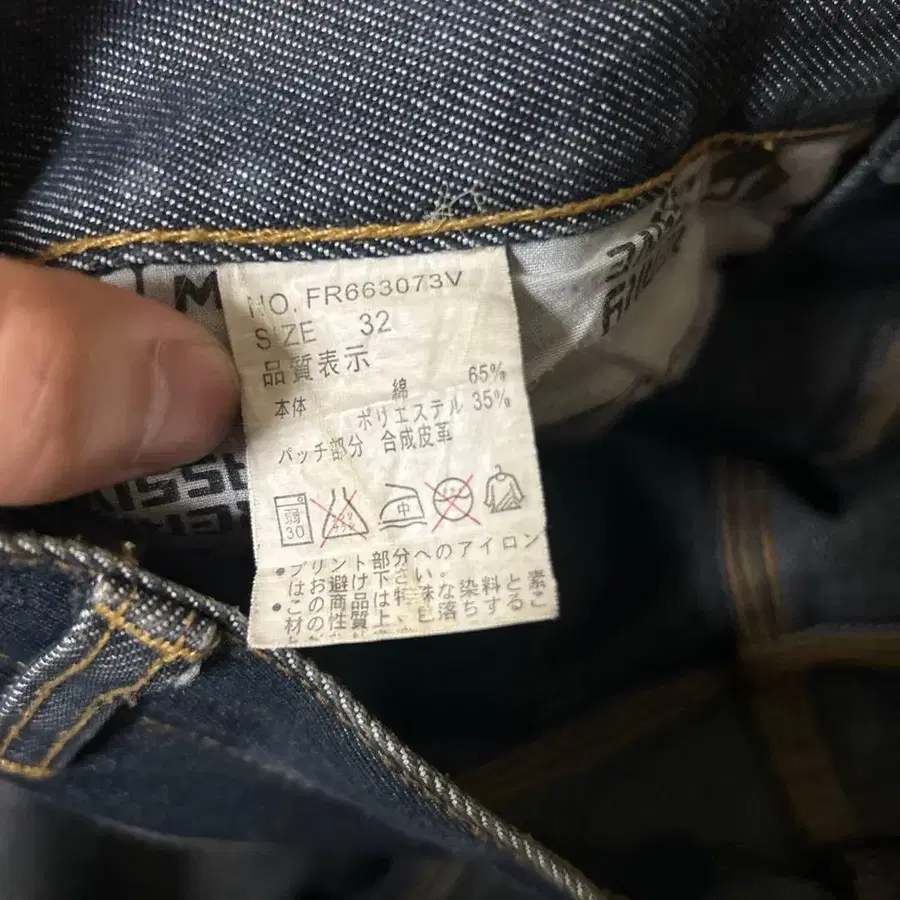 NO. FR663073V
SIZE 32
品質表示
本体 綿 65%
ポリエステル 35%
パッチ部分 合成皮革
弱 30 中
●プリント部分へのアイロン
はお避け下さい。
●この商品は特殊な染料と素
材の性質上、色落ちするこ